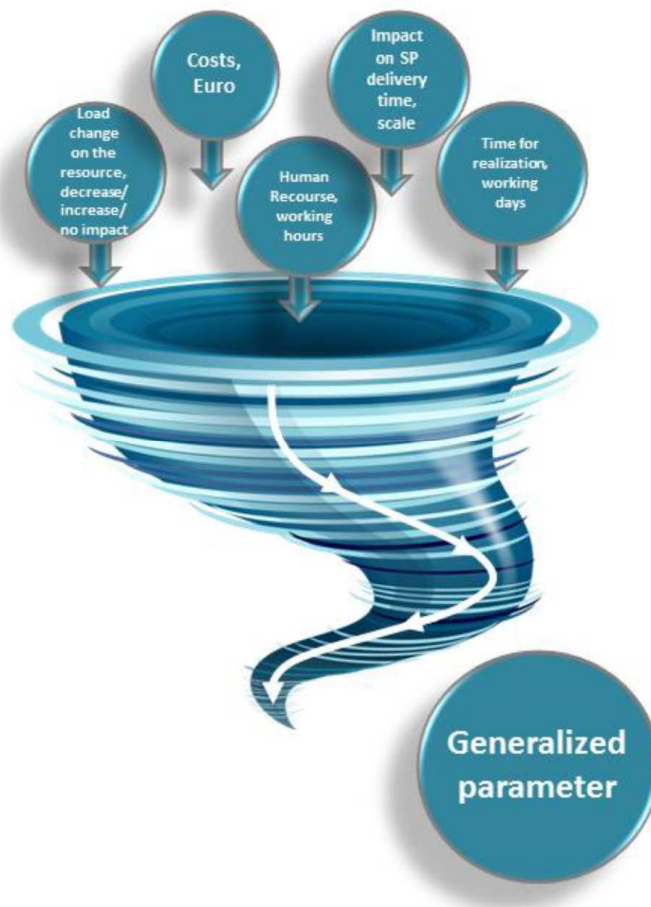 Costs,
Euro
Impact
on SP
delivery
time,
scale
Load
change
on the
resource,
decrease/
increase/
no impact
Human
Recourse,
working
hours
Time for
realization,
working
days
Generalized
parameter